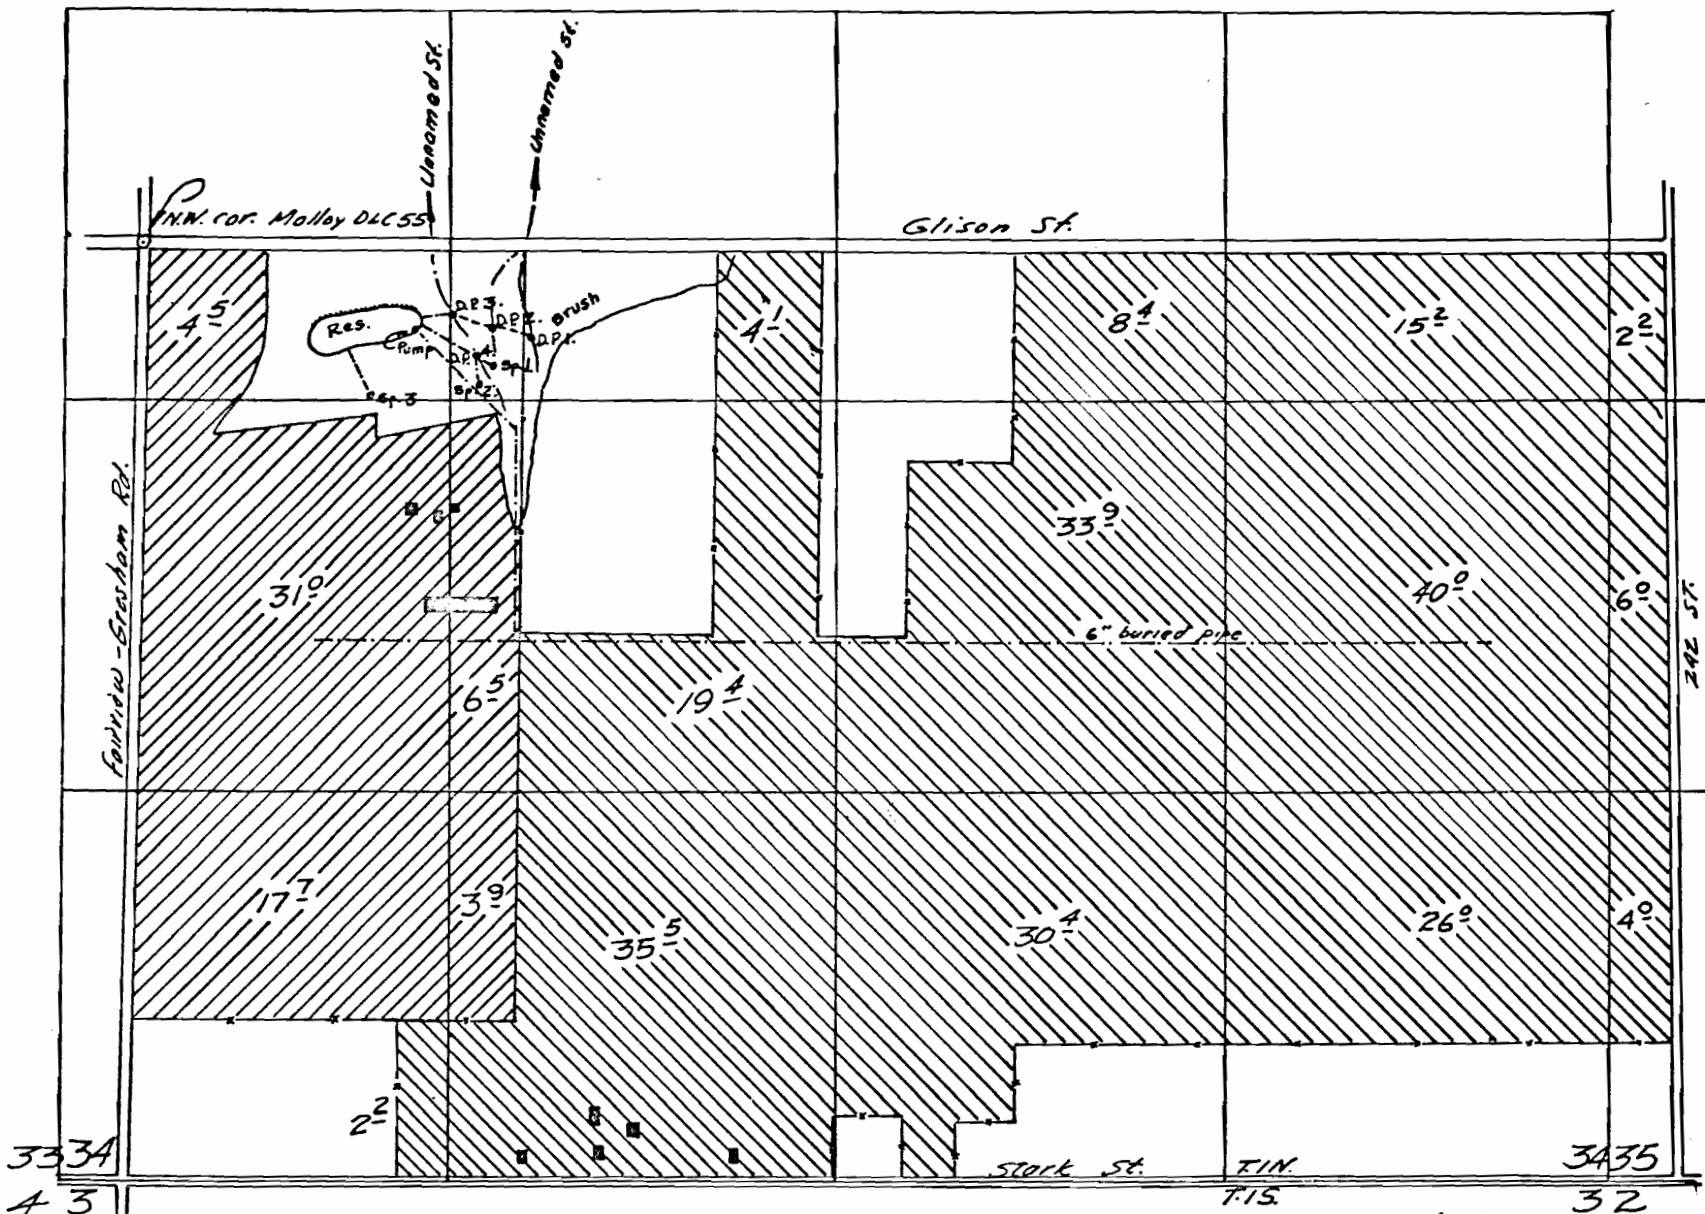 Unnamed St.
Unnamed St.
N.W. cor. Molloy DLC 55
Glison St.
4 5
Res.
Pump
D.P. 3.
D.P. 2.
Brush
D.P. 1.
D.P. 4
Sp. 1
Sp. 2.
Sp. 3
4 1
8 4
15 2
2 2
33 9
31 0
40 0
6 0
Fairview - Gresham Rd.
242 ST.
6" buried pipe
6 5
19 4
17 7
3 9
35 5
30 4
26 0
4 0
2 2
33 34
Stark St.
T.1N.
34 35
4 3
T.1S.
3 2